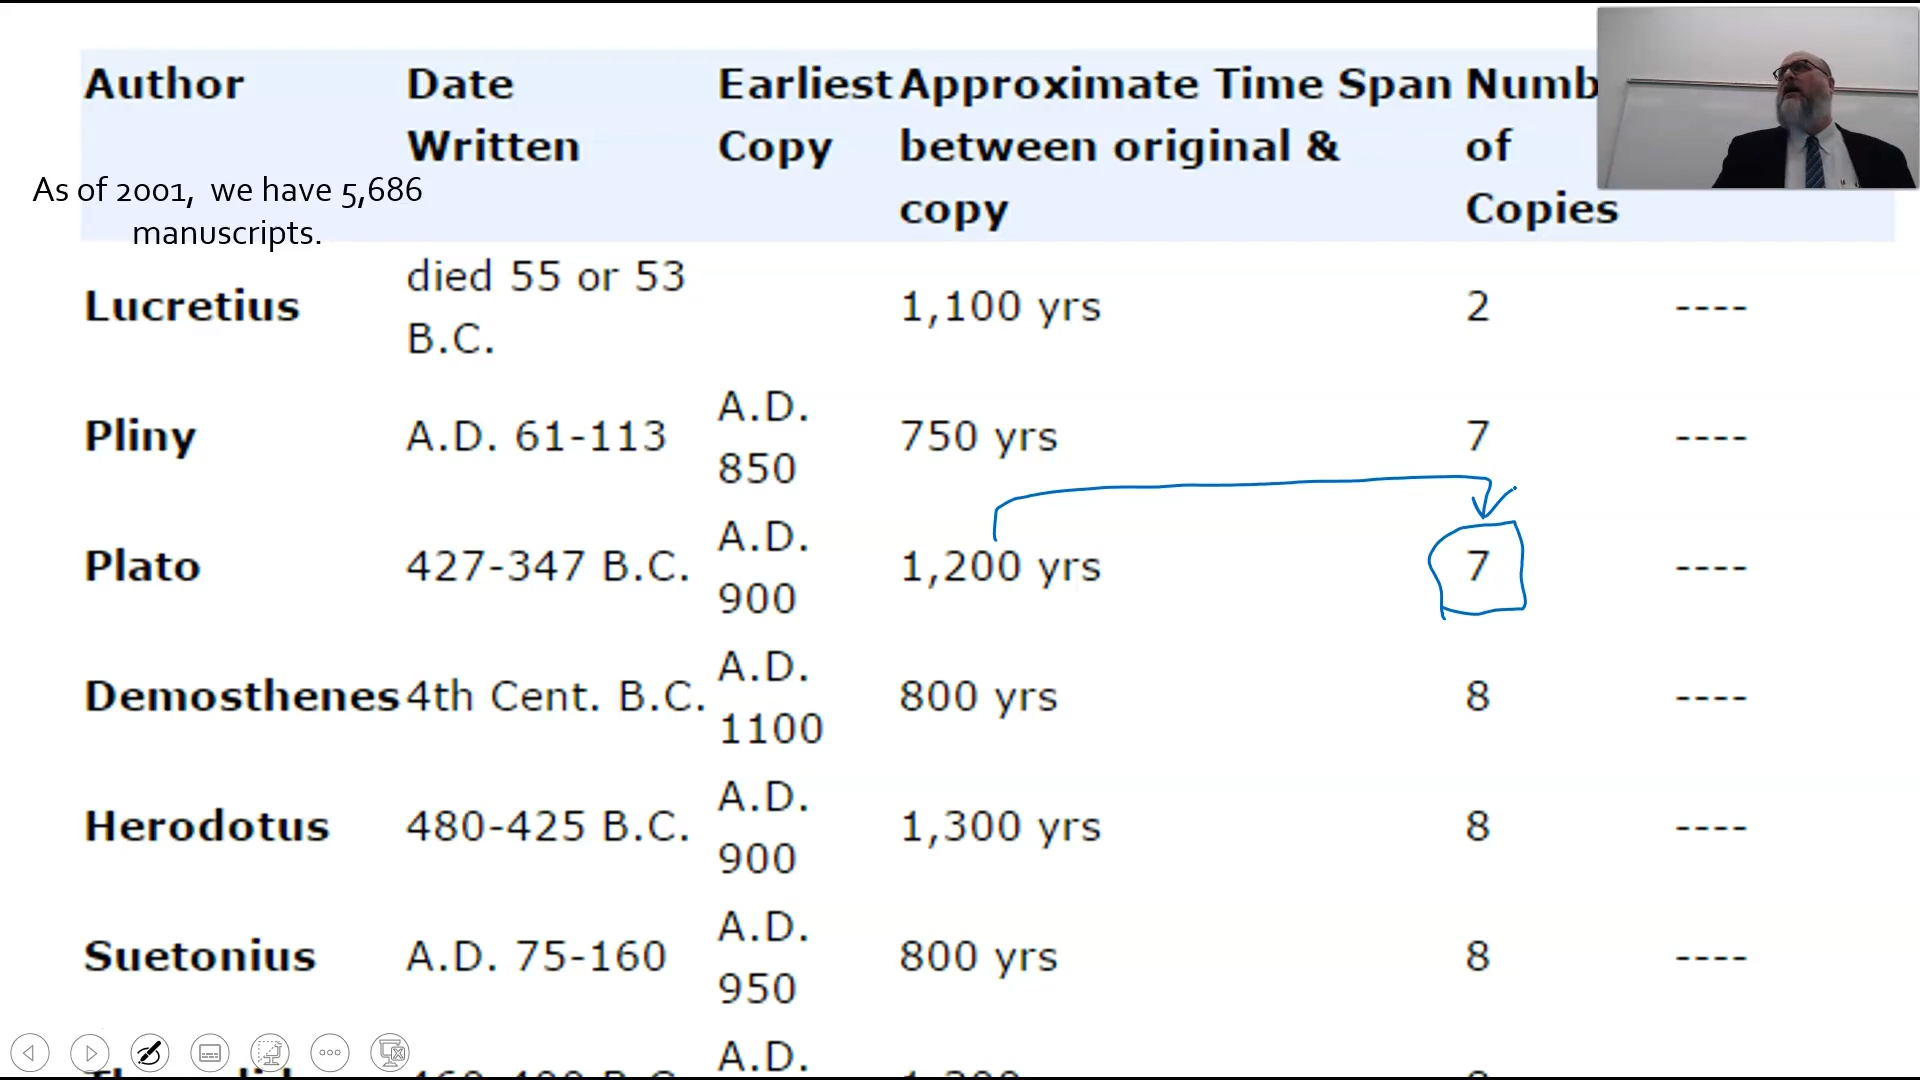 Author Date Earliest Approximate Time Span Numb
Written Copy between original & of
As of 2001, we have 5,686
copy Copies
manuscripts.
died 55 or 53
Lucretius 1,100 yrs 2 ----
B.C.
A.D.
Pliny A.D. 61-113 750 yrs 7 ----
850
A.D.
Plato 427-347 B.C. 1,200 yrs 7 ----
900
A.D.
Demosthenes 4th Cent. B.C. 800 yrs 8 ----
1100
A.D.
Herodotus 480-425 B.C. 1,300 yrs 8 ----
900
A.D.
Suetonius A.D. 75-160 800 yrs 8 ----
950
A.D.